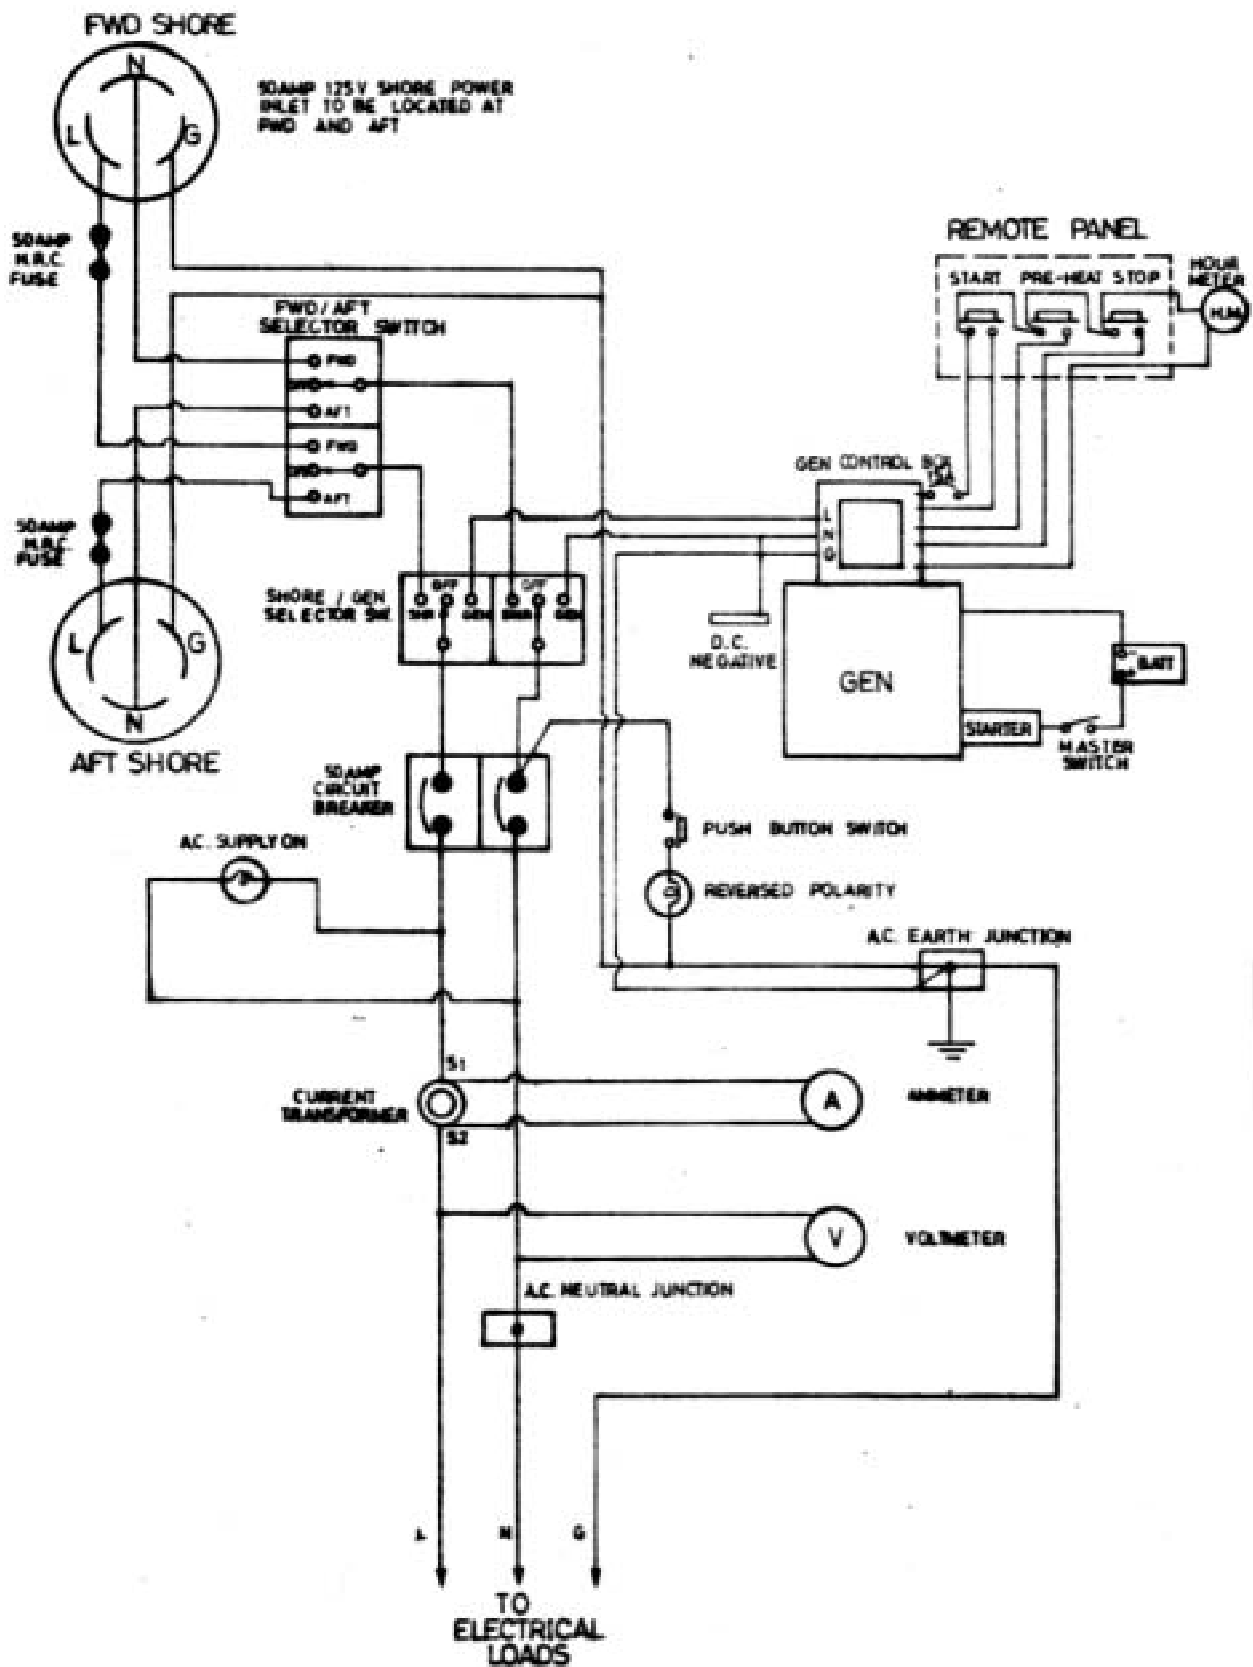 FWD SHORE
N
L
G
50AMP 125V SHORE POWER
INLET TO BE LOCATED AT
FWD AND AFT
50AMP
H.R.C.
FUSE
FWD/AFT
SELECTOR SWITCH
FWD
OFF
AFT
FWD
OFF
AFT
REMOTE PANEL
START PRE-HEAT STOP
HOUR
METER
H.M.
GEN CONTROL BOX
L
N
G
50AMP
H.R.C.
FUSE
SHORE / GEN
SELECTOR SW.
OFF
OFF
SHR
GEN
SHR
GEN
D.C.
NEGATIVE
GEN
BATT
STARTER
MASTER
SWITCH
L
G
N
AFT SHORE
50AMP
CIRCUIT
BREAKER
PUSH BUTTON SWITCH
A.C. SUPPLY ON
REVERSED POLARITY
A.C. EARTH JUNCTION
S1
CURRENT
TRANSFORMER
S2
A
AMMETER
V
VOLTMETER
A.C. NEUTRAL JUNCTION
L
N
G
TO
ELECTRICAL
LOADS